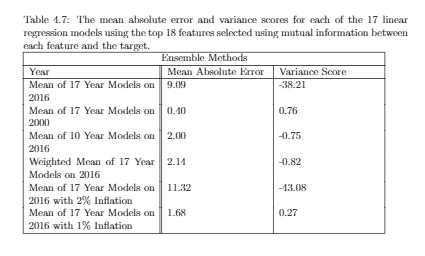 Table 4.7: The mean absolute error and variance scores for each of the 17 linear
regression models using the top 18 features selected using mutual information between
each feature and the target.
Ensemble Methods
Year Mean Absolute Error Variance Score
Mean of 17 Year Models on 9.09 -38.21
2016
Mean of 17 Year Models on 0.40 0.76
2000
Mean of 10 Year Models on 2.00 -0.75
2016
Weighted Mean of 17 Year 2.14 -0.82
Models on 2016
Mean of 17 Year Models on 11.32 -43.08
2016 with 2% Inflation
Mean of 17 Year Models on 1.68 0.27
2016 with 1% Inflation